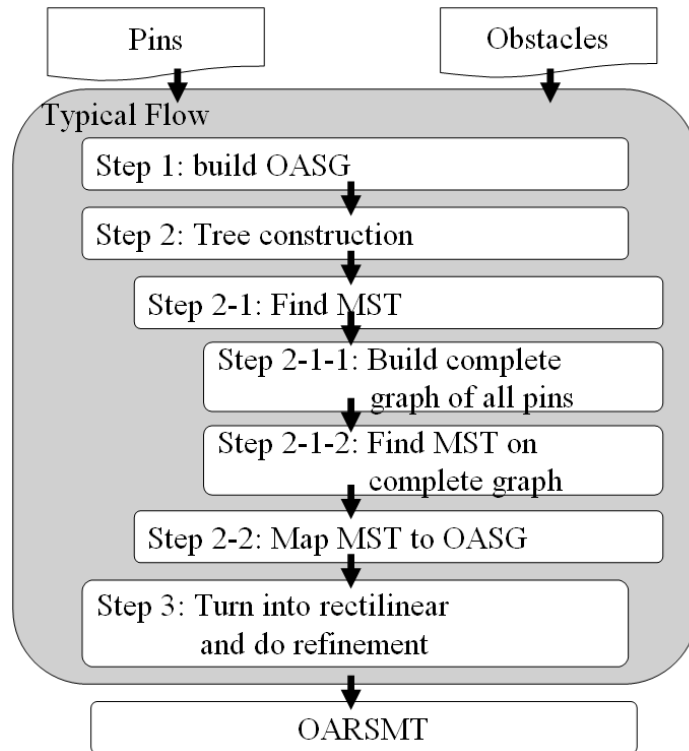 Pins
Obstacles
Typical Flow
Step 1: build OASG
Step 2: Tree construction
Step 2-1: Find MST
Step 2-1-1: Build complete
graph of all pins
Step 2-1-2: Find MST on
complete graph
Step 2-2: Map MST to OASG
Step 3: Turn into rectilinear
and do refinement
OARSMT